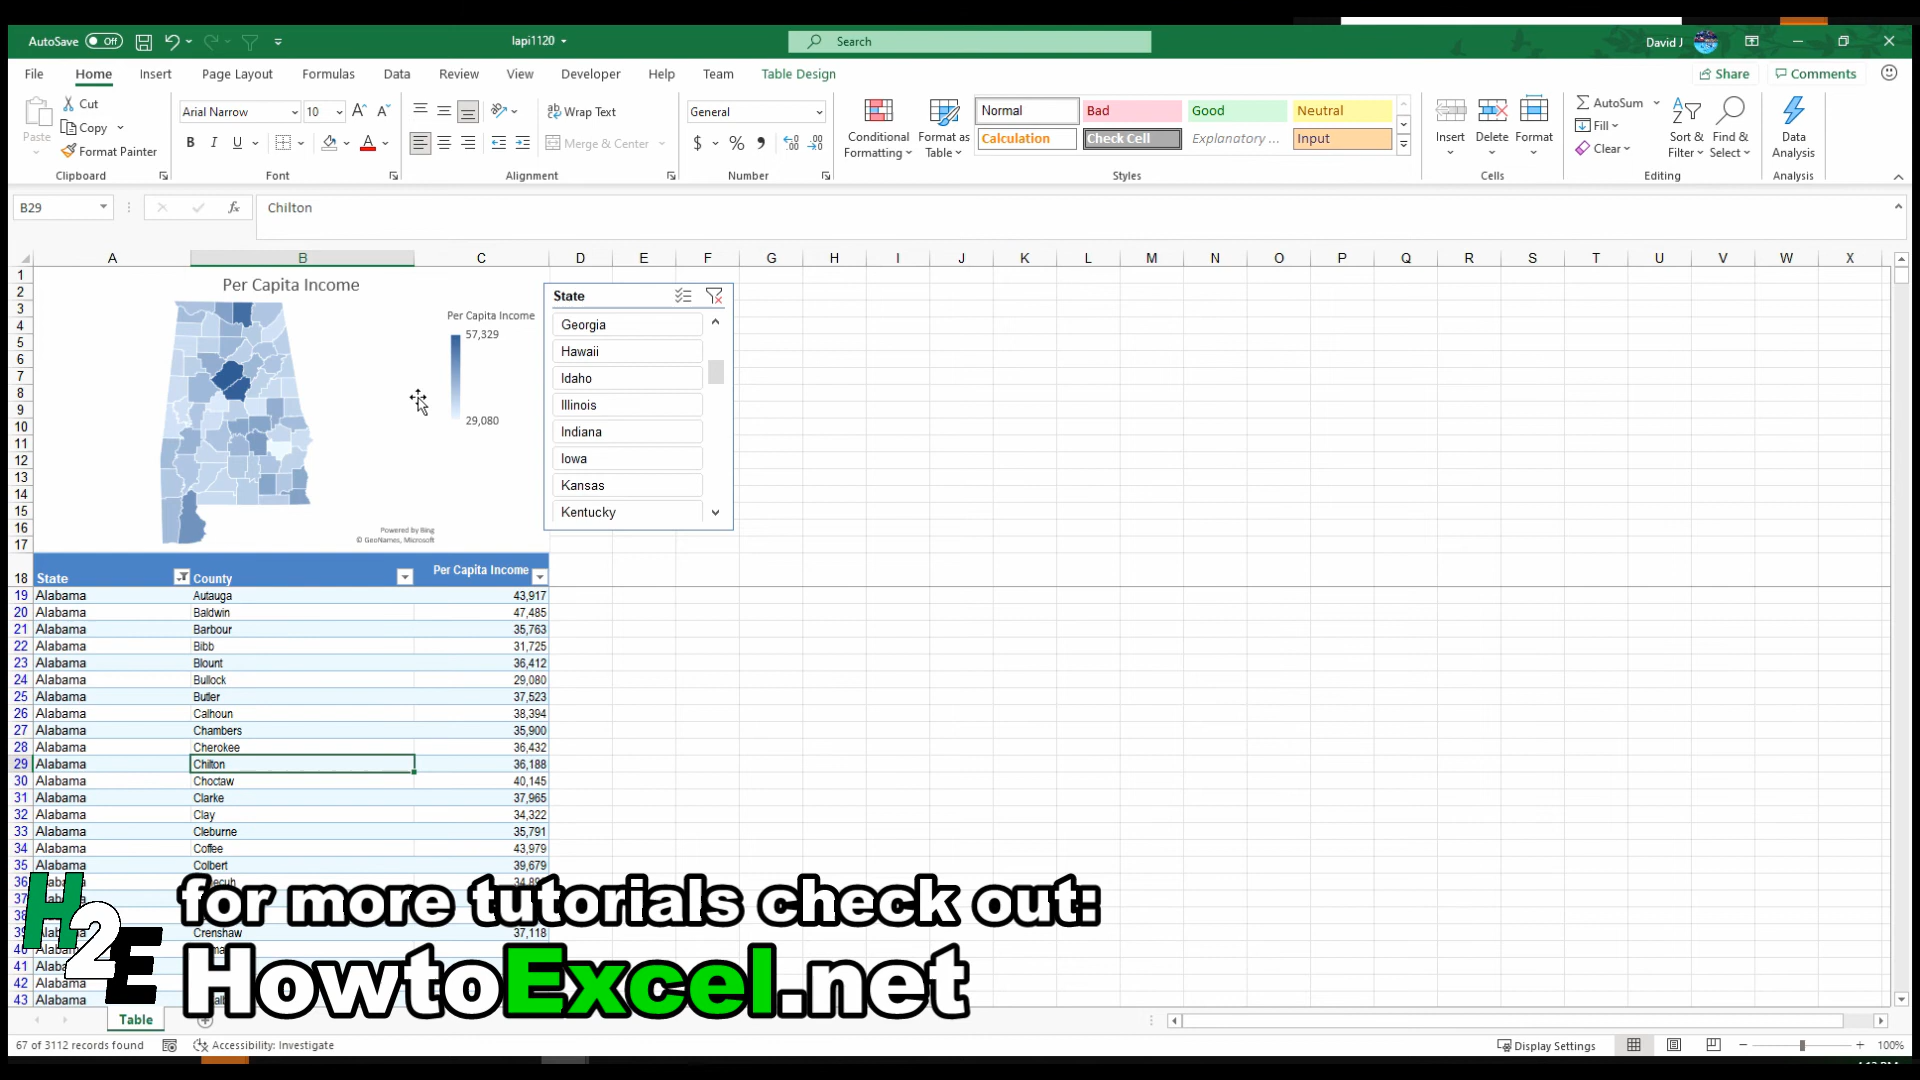 AutoSave Off lapi1120 Search David J
File Home Insert Page Layout Formulas Data Review View Developer Help Team Table Design Share Comments
Paste Cut Copy Format Painter Clipboard
Arial Narrow 10 B I U Font
Wrap Text Merge & Center Alignment
General $ % Number
Conditional Formatting Format as Table
Normal Bad Good Neutral
Calculation Check Cell Explanatory ... Input
Styles
Insert Delete Format Cells
AutoSum Fill Clear Sort & Filter Find & Select Editing
Data Analysis Analysis
B29 fx Chilton
A B C D E F G H I J K L M N O P Q R S T U V W X
1
2
3
4
5
6
7
8
9
10
11
12
13
14
15
16
17
Per Capita Income
Per Capita Income
57,329
29,080
Powered by Bing
© GeoNames, Microsoft
State
Georgia
Hawaii
Idaho
Illinois
Indiana
Iowa
Kansas
Kentucky
18 State County Per Capita Income
19 Alabama Autauga 43,917
20 Alabama Baldwin 47,485
21 Alabama Barbour 35,763
22 Alabama Bibb 31,725
23 Alabama Blount 36,412
24 Alabama Bullock 29,080
25 Alabama Butler 37,523
26 Alabama Calhoun 38,394
27 Alabama Chambers 35,900
28 Alabama Cherokee 36,432
29 Alabama Chilton 36,188
30 Alabama Choctaw 40,145
31 Alabama Clarke 37,965
32 Alabama Clay 34,322
33 Alabama Cleburne 35,791
34 Alabama Coffee 43,979
35 Alabama Colbert 39,679
36
37
38
39 Crenshaw 37,118
40
41
42
43
H2E
for more tutorials check out:
HowtoExcel.net
Table
67 of 3112 records found Accessibility: Investigate Display Settings 100%